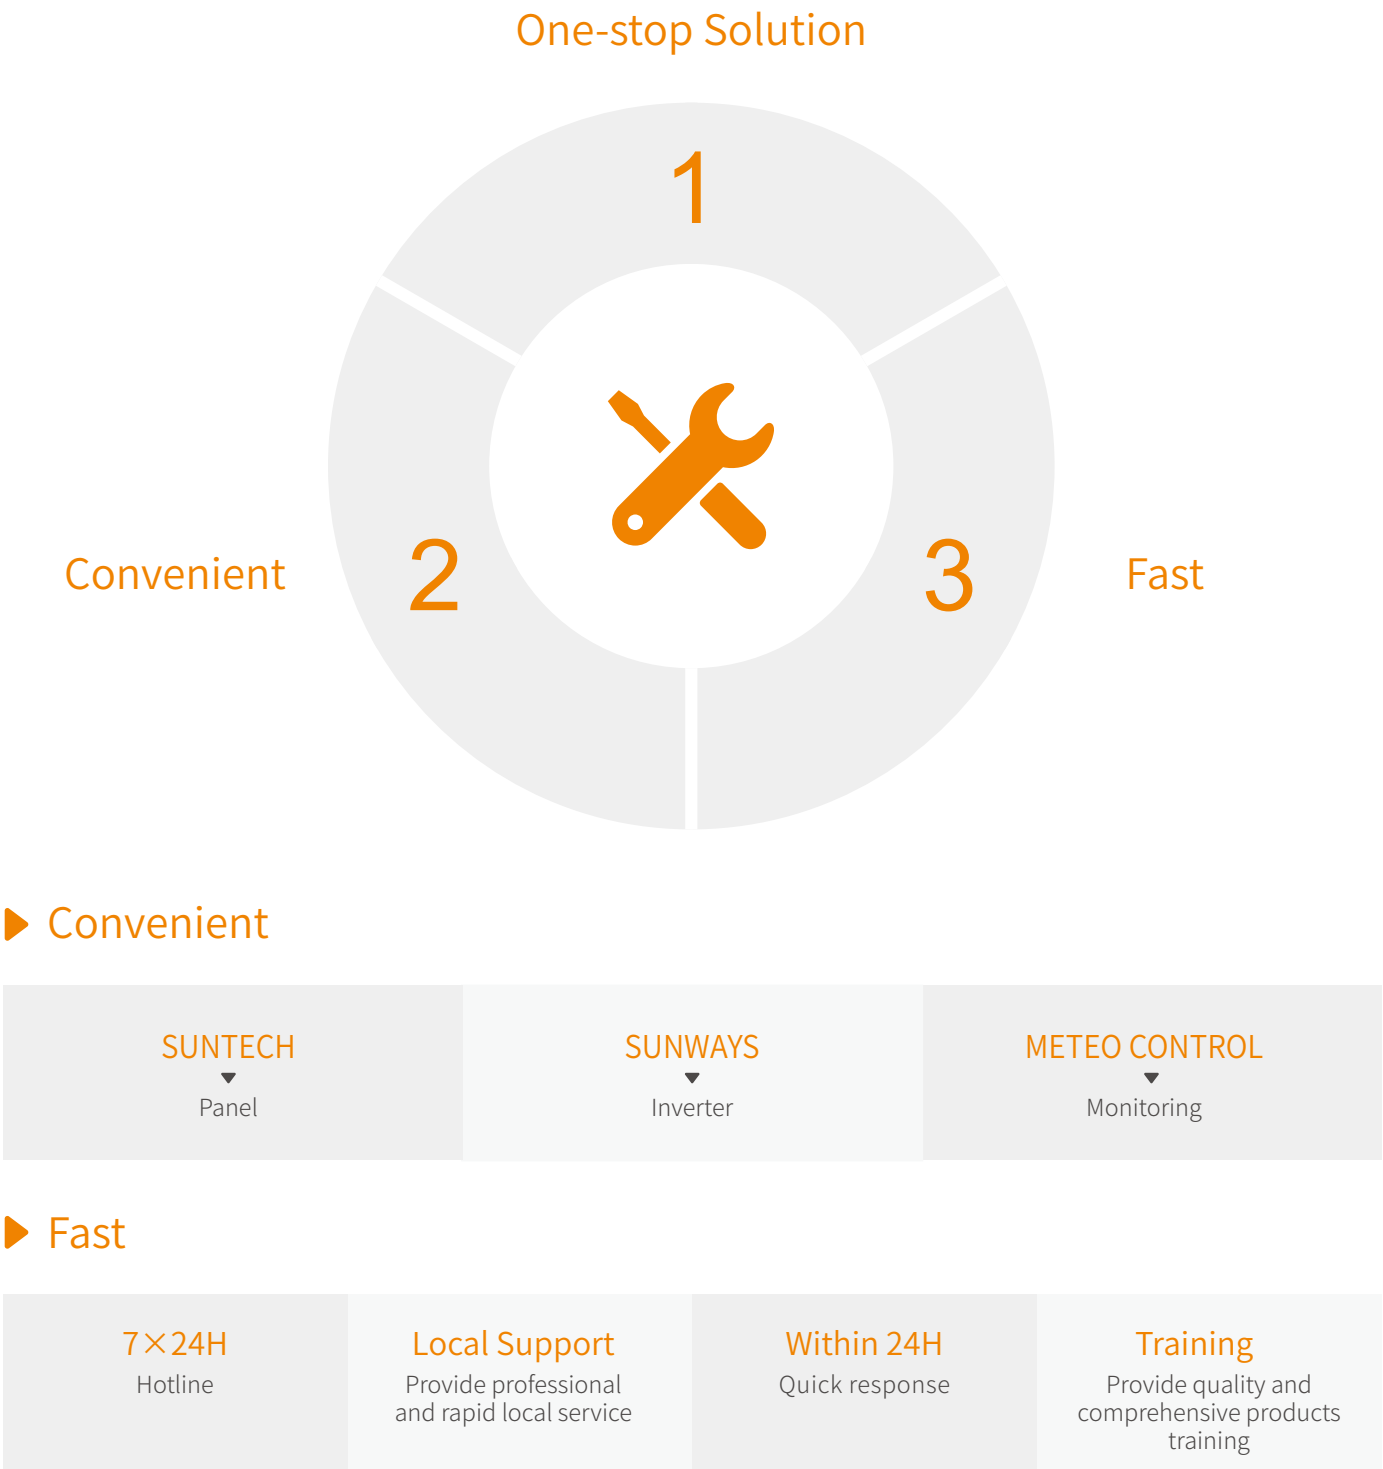 One-stop Solution
1
Convenient
2
3
Fast
Convenient
SUNTECH
Panel
SUNWAYS
Inverter
METEO CONTROL
Monitoring
Fast
7×24H
Hotline
Local Support
Provide professional
and rapid local service
Within 24H
Quick response
Training
Provide quality and
comprehensive products
training